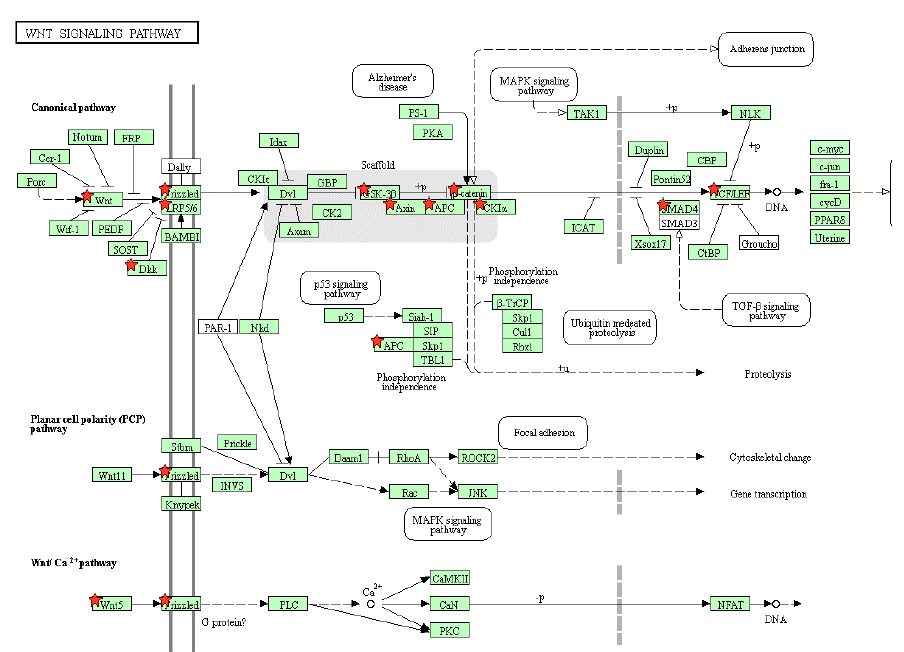 WNT SIGNALING PATHWAY
Adherens junction
Alzheimer's
disease
MAPK signaling
pathway
Canonical pathway
PS-1
TAK1
+p
NLK
Notum
FRP
PKA
Idax
Cer-1
Duplin
CBP
+p
c-myc
Dally
Scaffold
c-jun
Porc
CKIε
GBP
+p
Pontin52
fra-1
Wnt
Frizzled
Dvl
GSK-3β
β-catenin
TCF/LEF
DNA
cycD
LRP5/6
CK2
Axin
APC
CKIα
SMAD4
PPARδ
Wif-1
PEDF
BAMBI
Axam
ICAT
SMAD3
Uterine
SOST
Xsox17
CtBP
Groucho
Dkk
p53 signaling
pathway
+p
Phosphorylation
independence
TGF-β signaling
pathway
PAR-1
Nkd
p53
Siah-1
β-TrCP
SIP
Skp1
Ubiquitin mediated
proteolysis
APC
Skp1
Cul1
TBL1
Rbx1
Phosphorylation
independence
+u
Proteolysis
Planar cell polarity (PCP)
pathway
Stbm
Prickle
Focal adhesion
Daam1
RhoA
ROCK2
Cytoskeletal change
Wnt11
Frizzled
Dvl
INVS
Rac
JNK
Gene transcription
Knypek
MAPK signaling
pathway
Wnt/ Ca 2+ pathway
CaMKII
Ca2+
Wnt5
Frizzled
PLC
CaN
-p
NFAT
DNA
G protein?
PKC